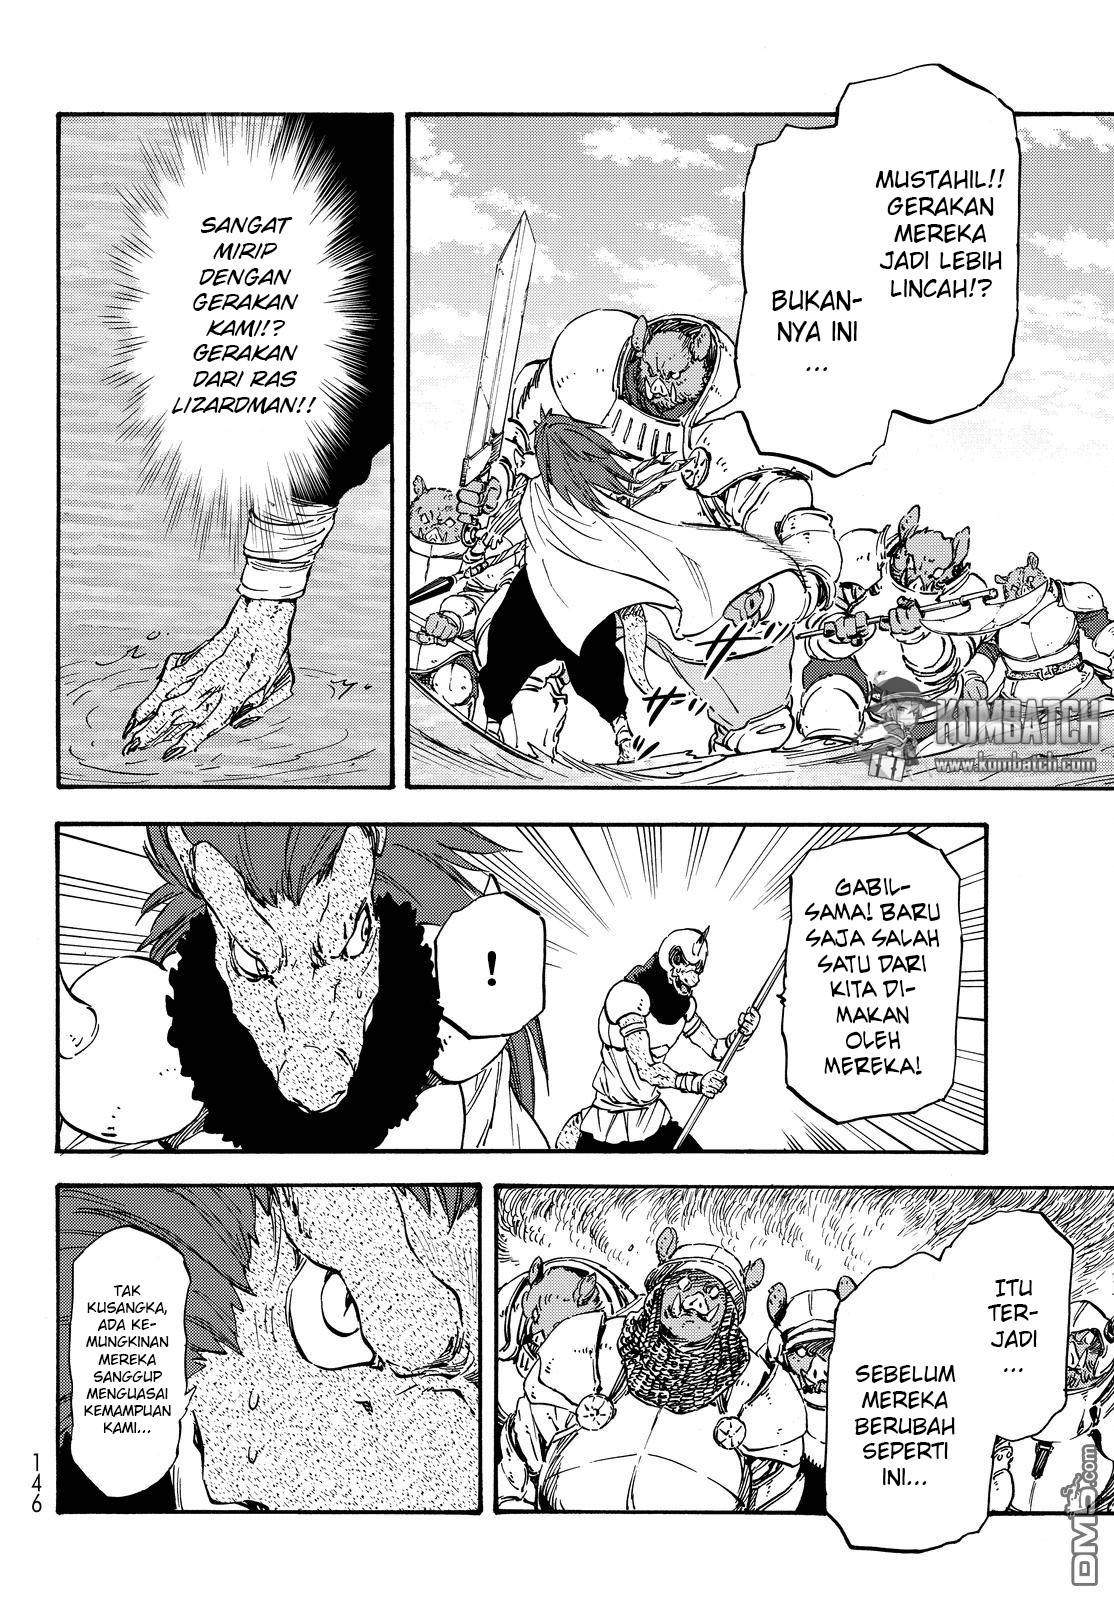 MUSTAHIL!!
GERAKAN
MEREKA
JADI LEBIH
LINCAH!?
BUKAN-
NYA INI
...
SANGAT
MIRIP
DENGAN
GERAKAN
KAMI!?
GERAKAN
DARI RAS
LIZARDMAN!!
KOMBATCH
www.kombatch.com
GABIL-
SAMA! BARU
SAJA SALAH
SATU DARI
KITA DI-
MAKAN
OLEH
MEREKA!
!
ITU
TER-
JADI
...
SEBELUM
MEREKA
BERUBAH
SEPERTI
INI...
TAK
KUSANGKA,
ADA KE-
MUNGKINAN
MEREKA
SANGGUP
MENGUASAI
KEMAMPUAN
KAMI...
146
DM5.com